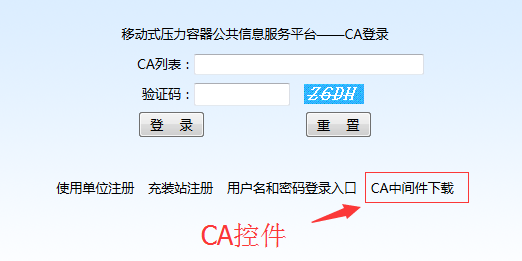 移动式压力容器公共信息服务平台——CA登录
CA列表：
验证码： Z6DH
登 录 重 置
使用单位注册 充装站注册 用户名和密码登录入口 CA中间件下载
CA控件